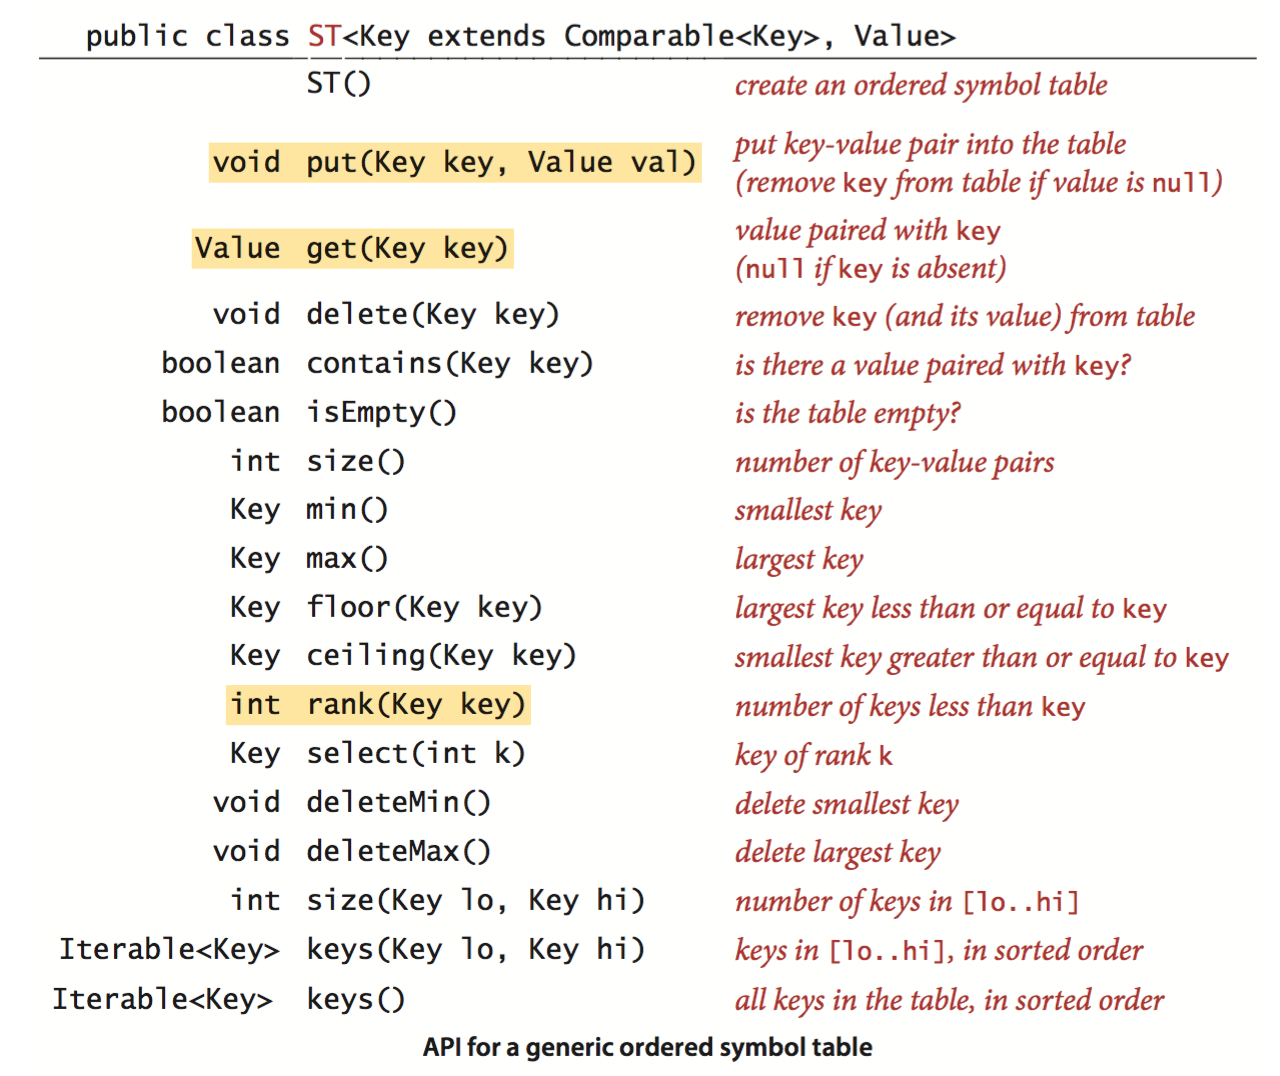 public class ST<Key extends Comparable<Key>, Value>
ST() create an ordered symbol table
void put(Key key, Value val) put key-value pair into the table
(remove key from table if value is null)
Value get(Key key) value paired with key
(null if key is absent)
void delete(Key key) remove key (and its value) from table
boolean contains(Key key) is there a value paired with key?
boolean isEmpty() is the table empty?
int size() number of key-value pairs
Key min() smallest key
Key max() largest key
Key floor(Key key) largest key less than or equal to key
Key ceiling(Key key) smallest key greater than or equal to key
int rank(Key key) number of keys less than key
Key select(int k) key of rank k
void deleteMin() delete smallest key
void deleteMax() delete largest key
int size(Key lo, Key hi) number of keys in [lo..hi]
Iterable<Key> keys(Key lo, Key hi) keys in [lo..hi], in sorted order
Iterable<Key> keys() all keys in the table, in sorted order
API for a generic ordered symbol table